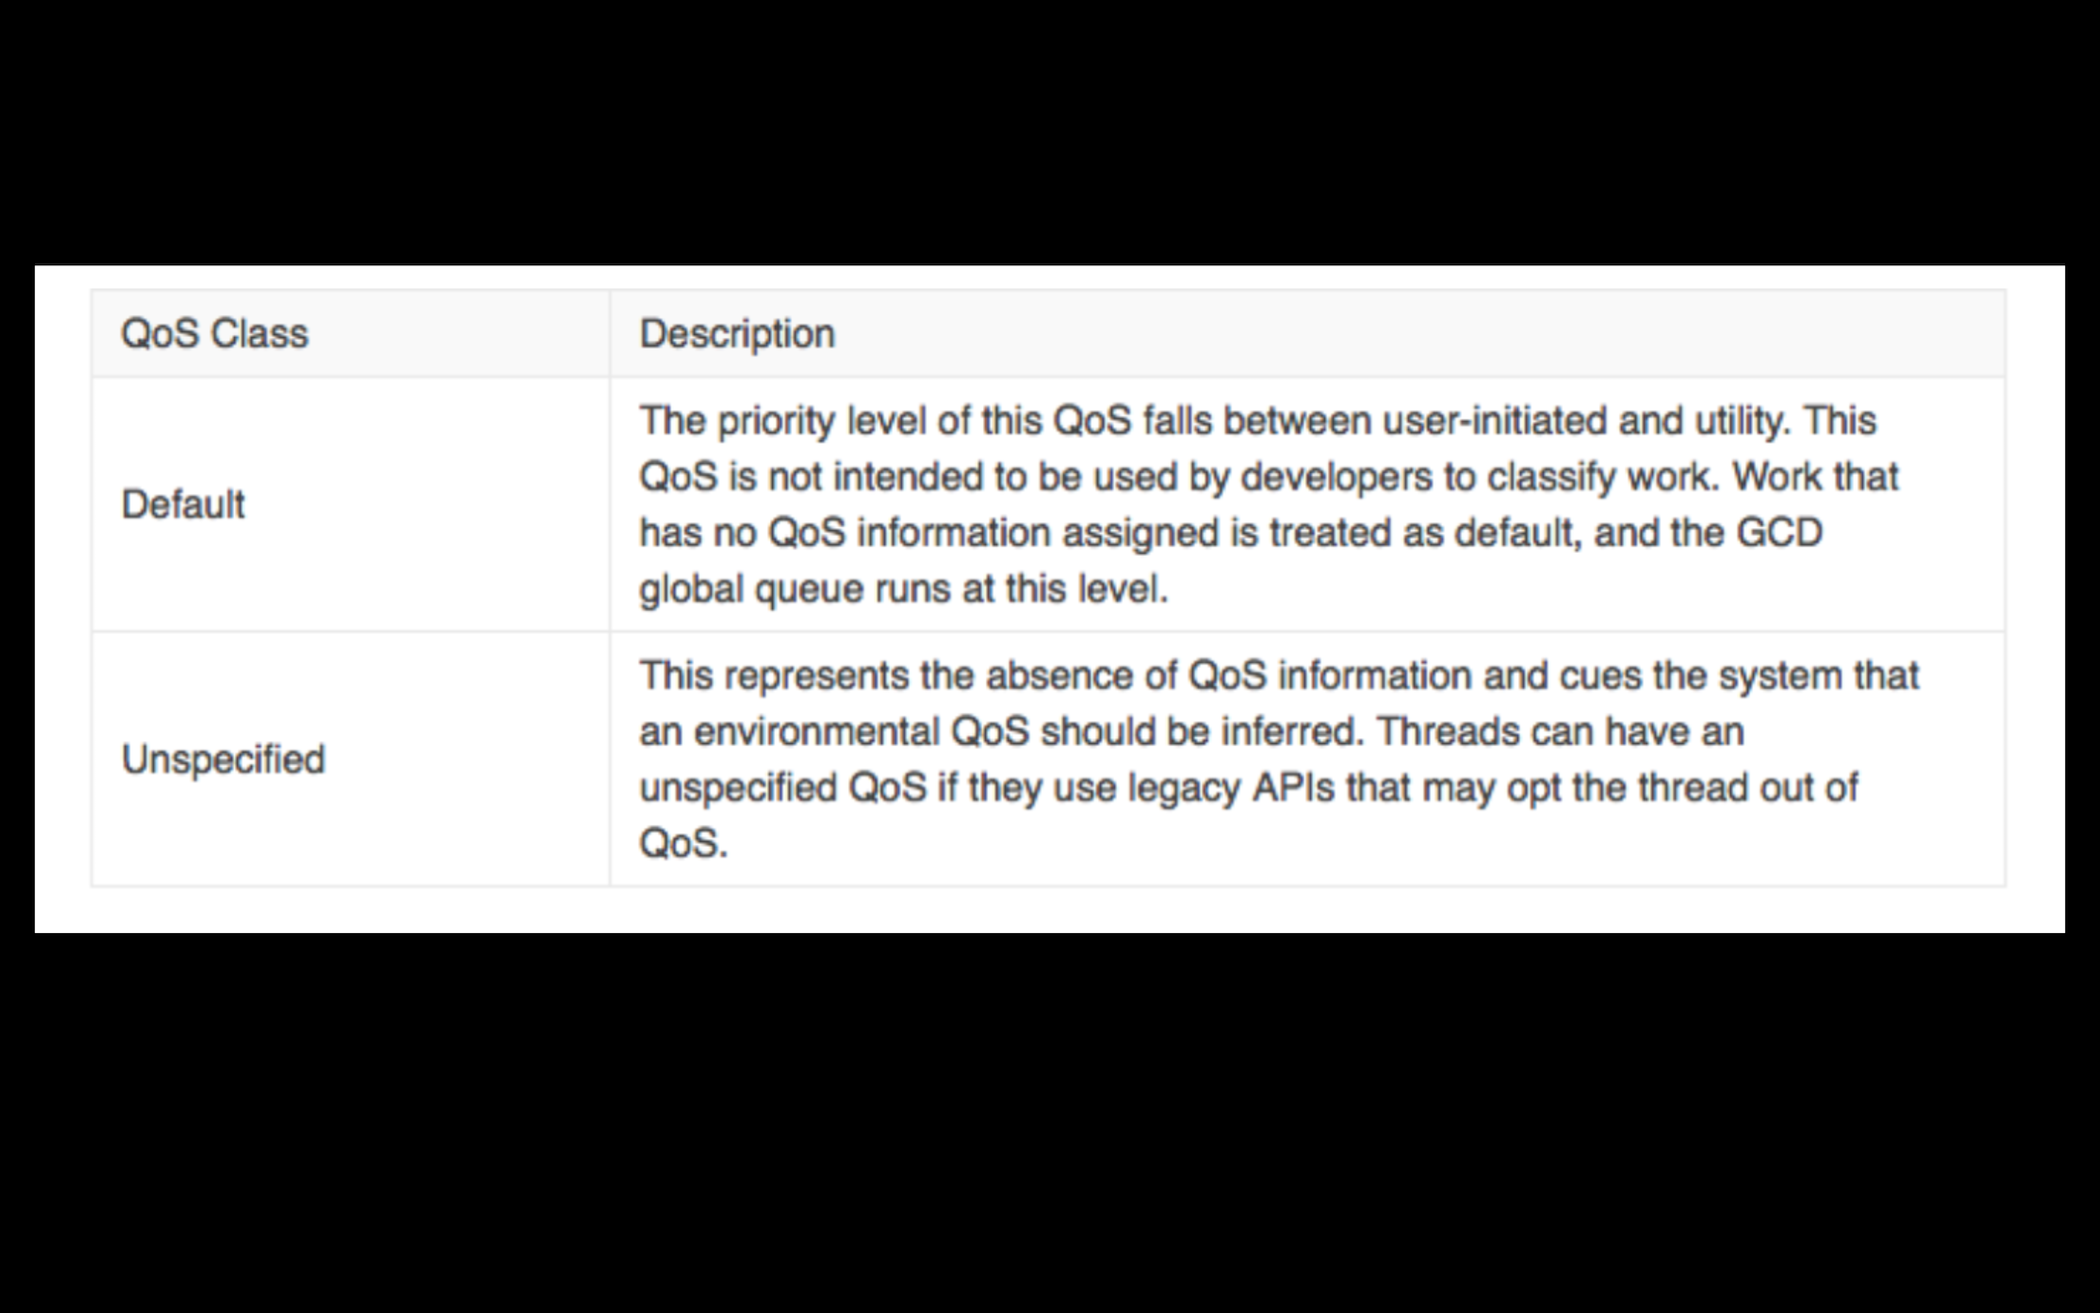 QoS Class
Description
Default
The priority level of this QoS falls between user-initiated and utility. This
QoS is not intended to be used by developers to classify work. Work that
has no QoS information assigned is treated as default, and the GCD
global queue runs at this level.
Unspecified
This represents the absence of QoS information and cues the system that
an environmental QoS should be inferred. Threads can have an
unspecified QoS if they use legacy APIs that may opt the thread out of
QoS.